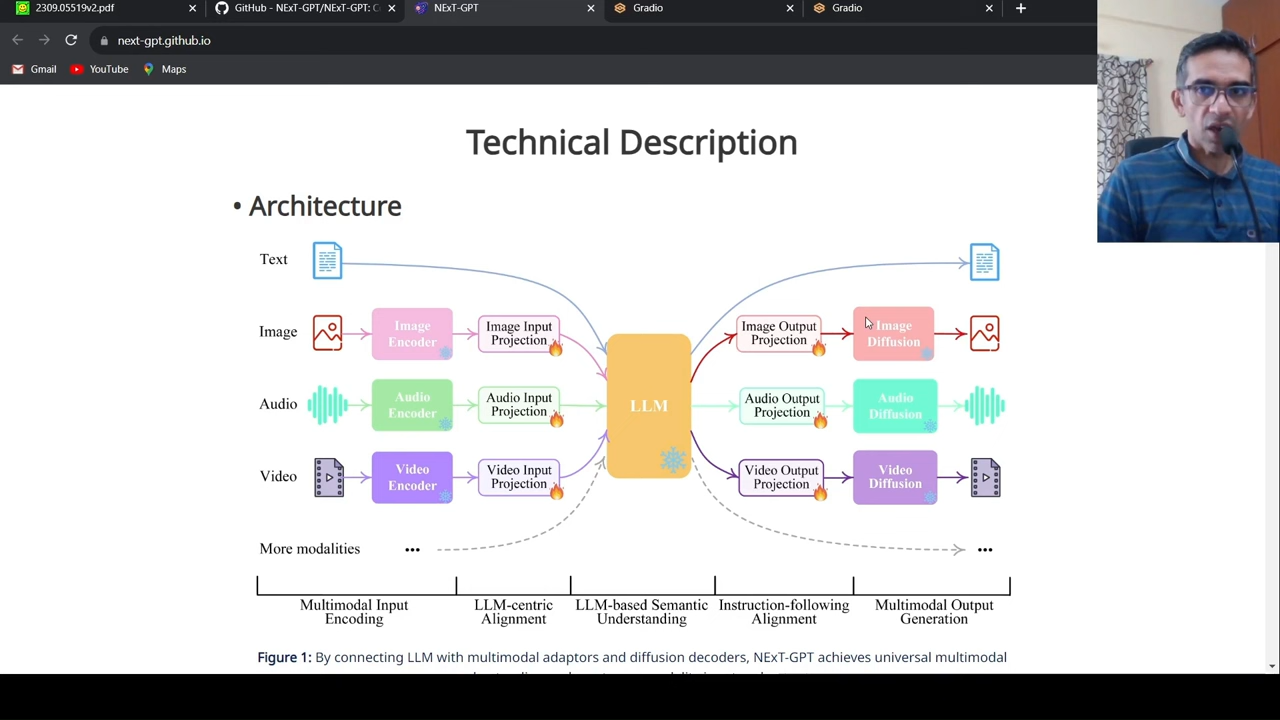 2309.05519v2.pdf
GitHub - NExT-GPT/NExT-GPT: C
NExT-GPT
Gradio
Gradio
next-gpt.github.io
Gmail
YouTube
Maps
Technical Description
• Architecture
Text
Image
Image
Encoder
Image Input
Projection
Image Output
Projection
Image
Diffusion
Audio
Audio
Encoder
Audio Input
Projection
LLM
Audio Output
Projection
Audio
Diffusion
Video
Video
Encoder
Video Input
Projection
Video Output
Projection
Video
Diffusion
More modalities
...
...
Multimodal Input
Encoding
LLM-centric
Alignment
LLM-based Semantic
Understanding
Instruction-following
Alignment
Multimodal Output
Generation
Figure 1: By connecting LLM with multimodal adaptors and diffusion decoders, NExT-GPT achieves universal multimodal